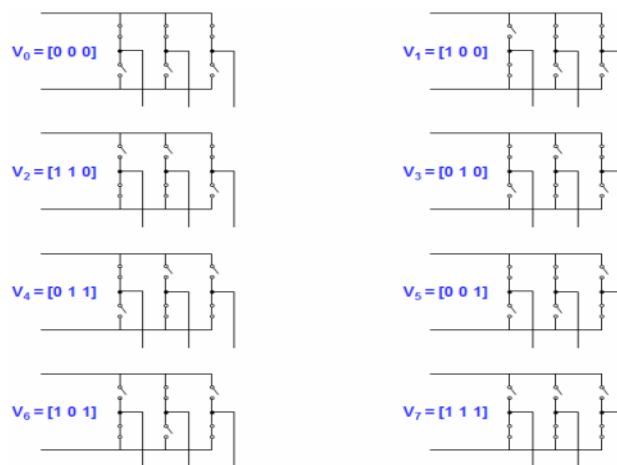 V₀ = [0 0 0]
V₁ = [1 0 0]
V₂ = [1 1 0]
V₃ = [0 1 0]
V₄ = [0 1 1]
V₅ = [0 0 1]
V₆ = [1 0 1]
V₇ = [1 1 1]